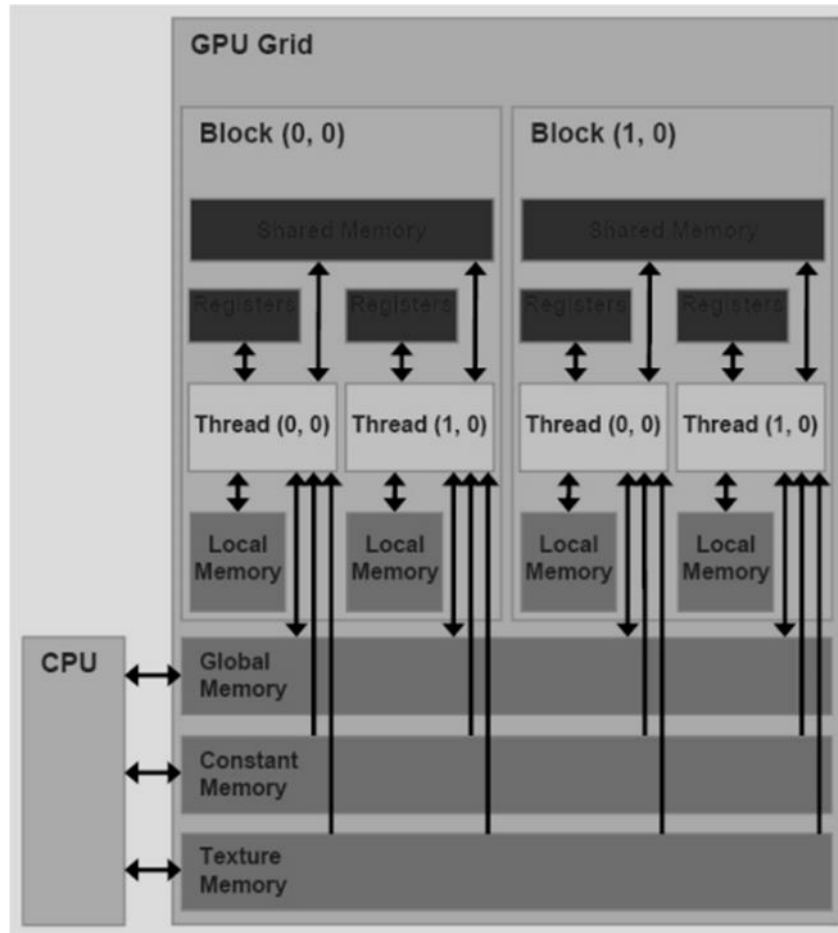 GPU Grid
Block (0, 0)
Block (1, 0)
Shared Memory
Shared Memory
Registers
Registers
Registers
Registers
Thread (0, 0)
Thread (1, 0)
Thread (0, 0)
Thread (1, 0)
Local
Memory
Local
Memory
Local
Memory
Local
Memory
CPU
Global
Memory
Constant
Memory
Texture
Memory